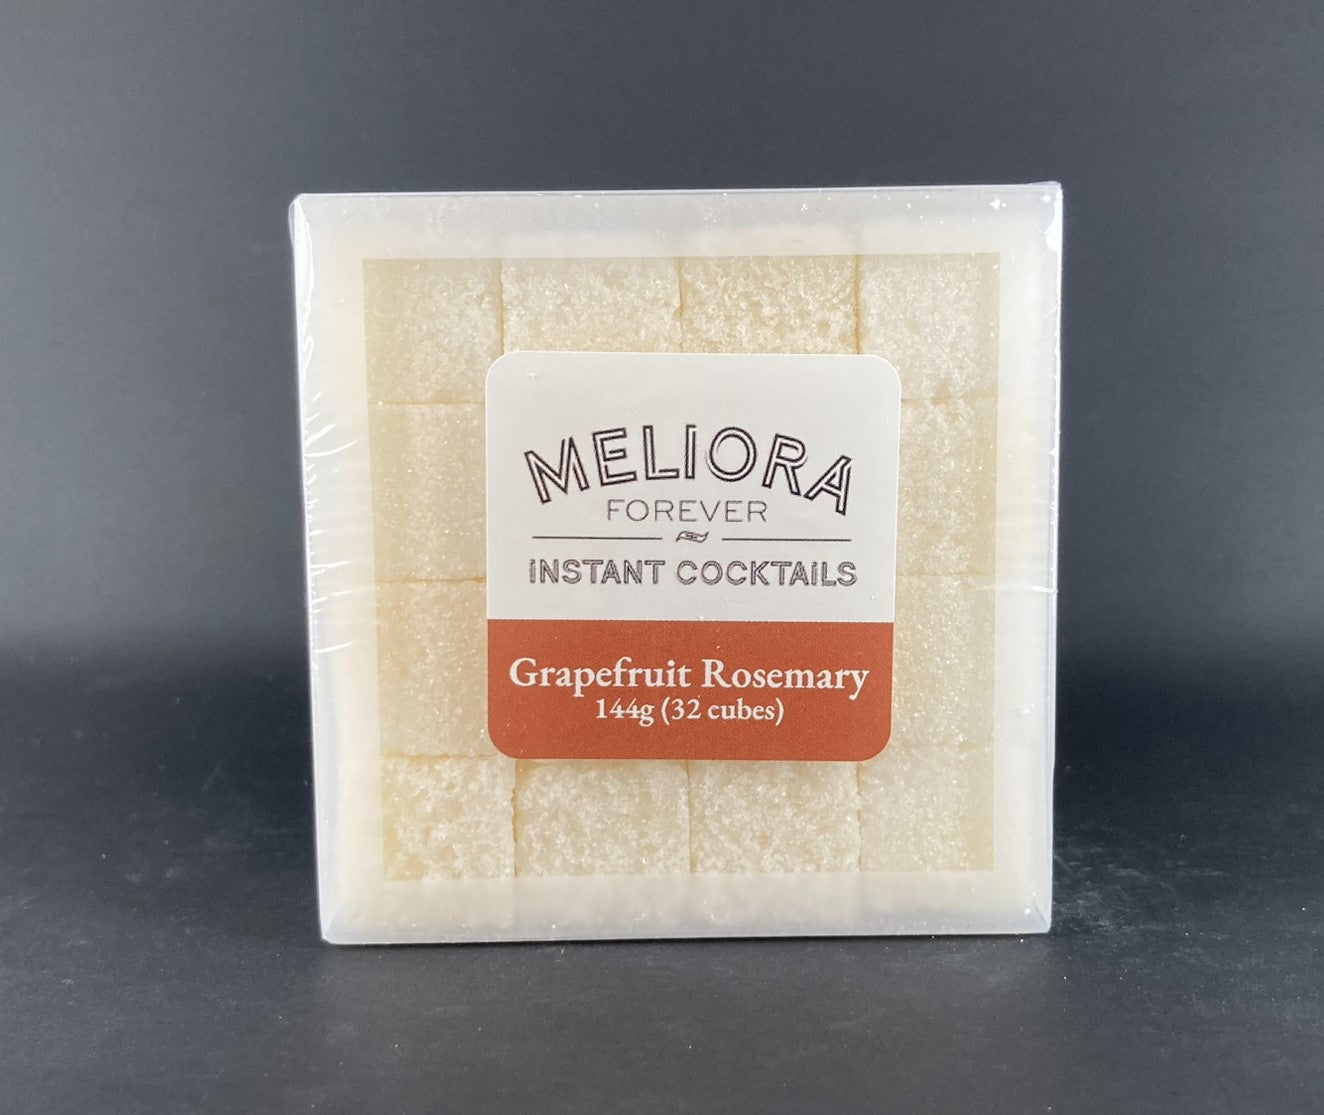 MELIORA
FOREVER
INSTANT COCKTAILS
Grapefruit Rosemary
144g (32 cubes)